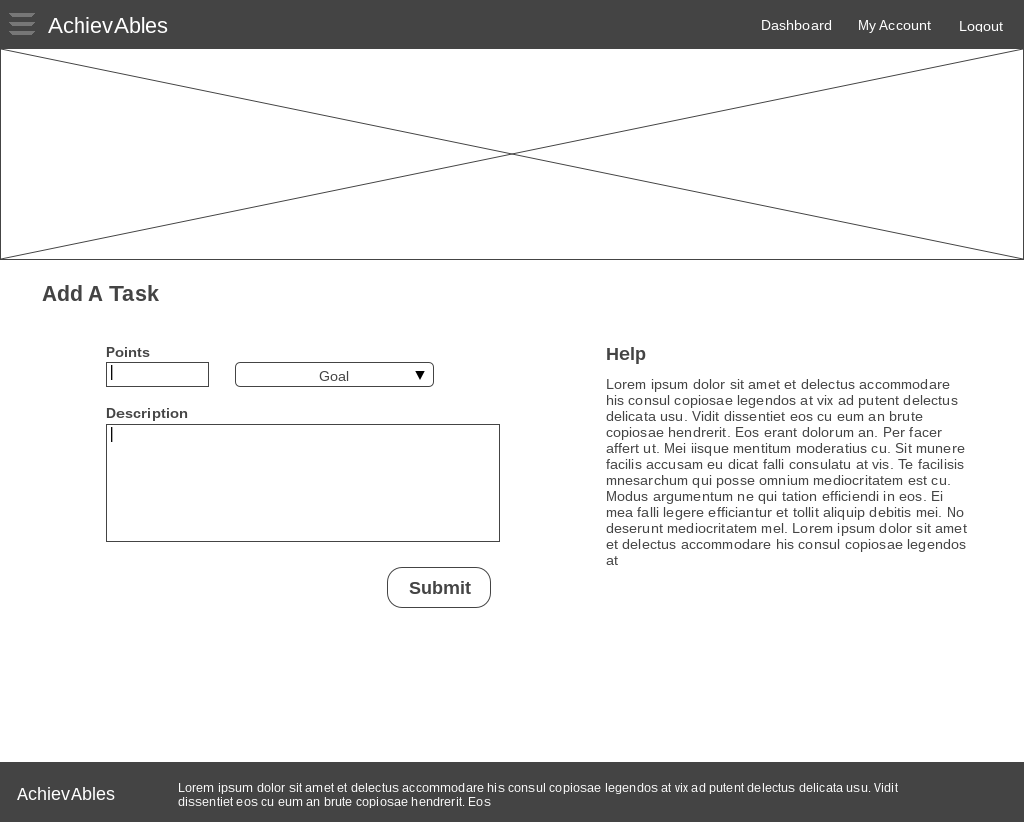 AchievAbles
Dashboard
My Account
Logout
Add A Task
Points
Goal
Description
Submit
Help
Lorem ipsum dolor sit amet et delectus accommodare
his consul copiosae legendos at vix ad putent delectus
delicata usu. Vidit dissentiet eos cu eum an brute
copiosae hendrerit. Eos erant dolorum an. Per facer
affert ut. Mei iisque mentitum moderatius cu. Sit munere
facilis accusam eu dicat falli consulatu at vis. Te facilisis
mnesarchum qui posse omnium mediocritatem est cu.
Modus argumentum ne qui tation efficiendi in eos. Ei
mea falli legere efficiantur et tollit aliquip debitis mei. No
deserunt mediocritatem mel. Lorem ipsum dolor sit amet
et delectus accommodare his consul copiosae legendos
at
AchievAbles
Lorem ipsum dolor sit amet et delectus accommodare his consul copiosae legendos at vix ad putent delectus delicata usu. Vidit
dissentiet eos cu eum an brute copiosae hendrerit. Eos